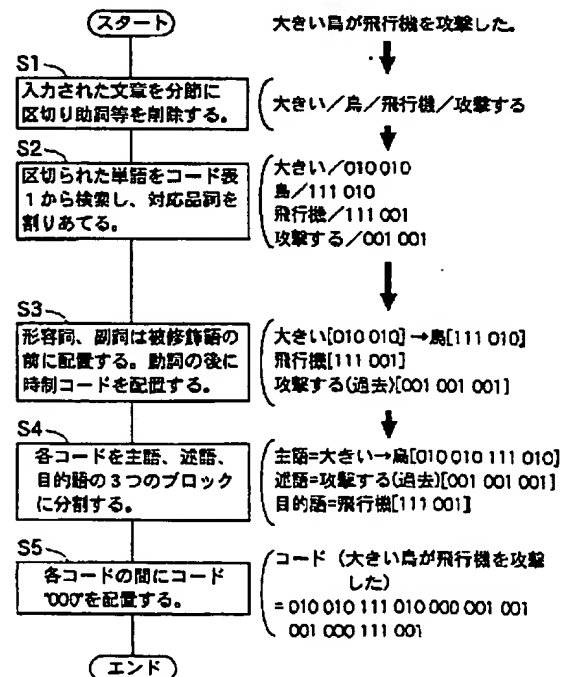 スタート
大きい鳥が飛行機を攻撃した。
S1
入力された文章を分節に
区切り助詞等を削除する。
大きい／鳥／飛行機／攻撃する
S2
区切られた単語をコード表
1から検索し、対応品詞を
割りあてる。
大きい／010 010
鳥／111 010
飛行機／111 001
攻撃する／001 001
S3
形容詞、副詞は被修飾語の
前に配置する。動詞の後に
時制コードを配置する。
大きい[010 010]→鳥[111 010]
飛行機[111 001]
攻撃する(過去)[001 001 001]
S4
各コードを主語、述語、
目的語の3つのブロック
に分割する。
主語=大きい→鳥[010 010 111 010]
述語=攻撃する(過去)[001 001 001]
目的語=飛行機[111 001]
S5
各コードの間にコード
"000"を配置する。
コード（大きい鳥が飛行機を攻撃
した）
= 010 010 111 010 000 001 001
001 000 111 001
エンド